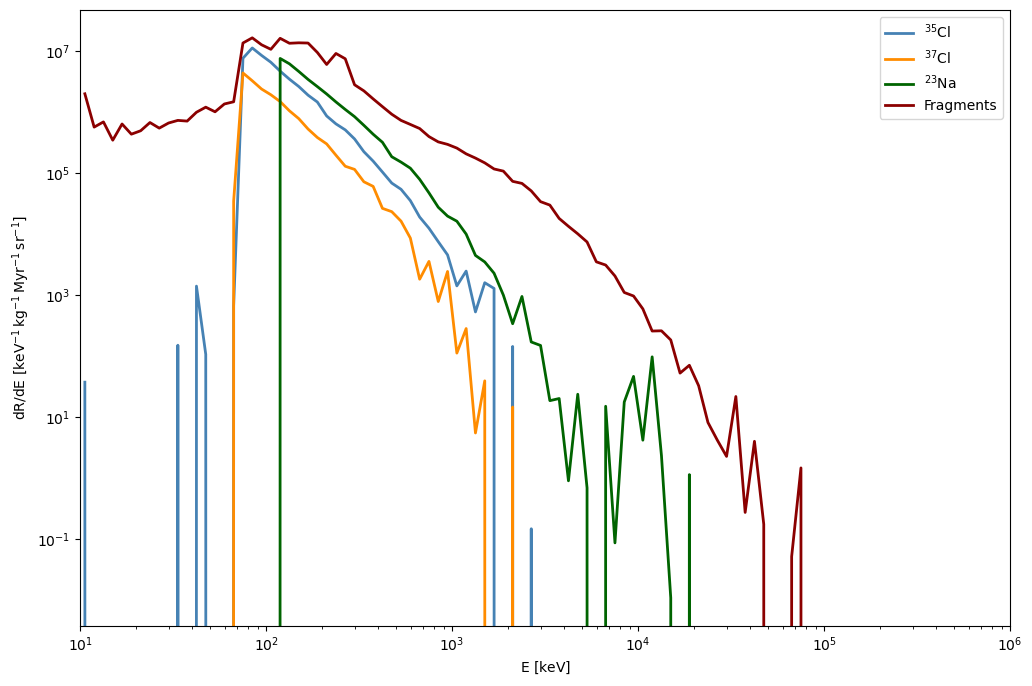 ³⁵Cl
³⁷Cl
²³Na
Fragments
10⁷
10⁵
10³
10¹
10⁻¹
dR/dE [keV⁻¹ kg⁻¹ Myr⁻¹ sr⁻¹]
10¹ 10² 10³ 10⁴ 10⁵ 10⁶
E [keV]